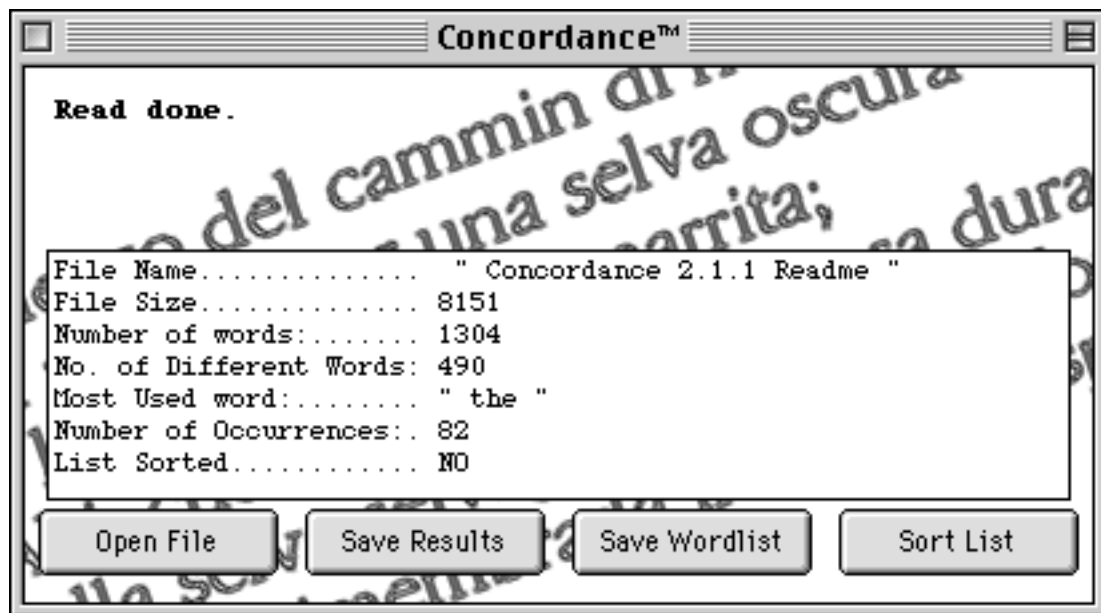 Concordance™
Read done.
del cammin di
una selva oscura
dura
File Name.............. " Concordance 2.1.1 Readme "
File Size.............. 8151
Number of words:....... 1304
No. of Different Words: 490
Most Used word:........ " the "
Number of Occurrences:. 82
List Sorted............ NO
Open File
Save Results
Save Wordlist
Sort List